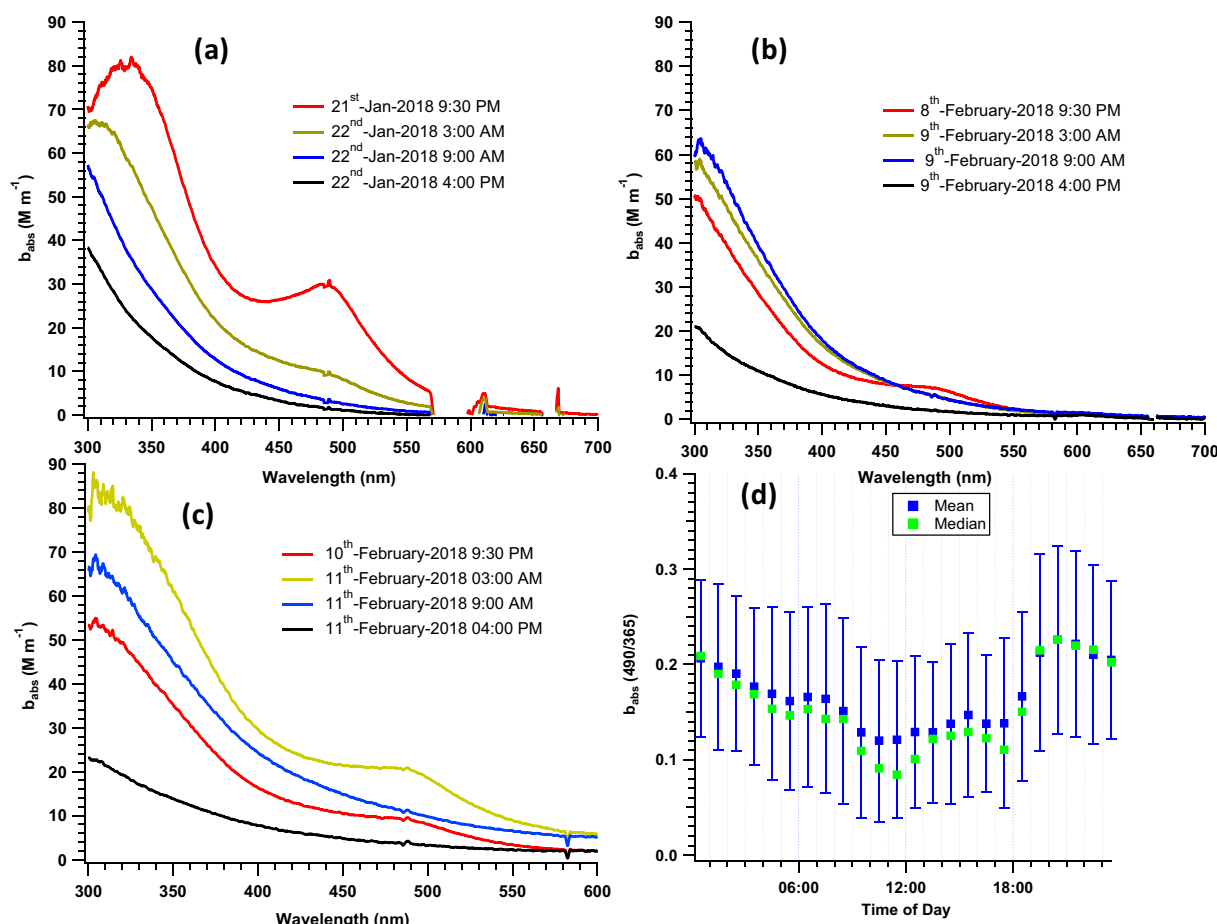 (a)
90
80
70
60
50
40
30
20
10
0
b_abs (M m⁻¹)
21ˢᵗ-Jan-2018 9:30 PM
22ⁿᵈ-Jan-2018 3:00 AM
22ⁿᵈ-Jan-2018 9:00 AM
22ⁿᵈ-Jan-2018 4:00 PM
300 350 400 450 500 550 600 650 700
Wavelength (nm)
(b)
90
80
70
60
50
40
30
20
10
0
b_abs (M m⁻¹)
8ᵗʰ-February-2018 9:30 PM
9ᵗʰ-February-2018 3:00 AM
9ᵗʰ-February-2018 9:00 AM
9ᵗʰ-February-2018 4:00 PM
300 350 400 450 500 550 600 650 700
Wavelength (nm)
(c)
90
80
70
60
50
40
30
20
10
0
b_abs (M m⁻¹)
10ᵗʰ-February-2018 9:30 PM
11ᵗʰ-February-2018 03:00 AM
11ᵗʰ-February-2018 9:00 AM
11ᵗʰ-February-2018 04:00 PM
300 350 400 450 500 550 600
Wavelength (nm)
(d)
0.4
0.3
0.2
0.1
0.0
b_abs (490/365)
Mean
Median
06:00 12:00 18:00
Time of Day